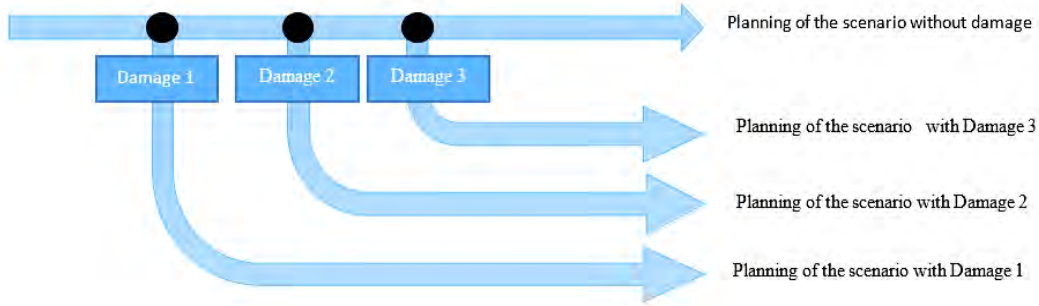 Planning of the scenario without damage
Damage 1
Damage 2
Damage 3
Planning of the scenario with Damage 3
Planning of the scenario with Damage 2
Planning of the scenario with Damage 1